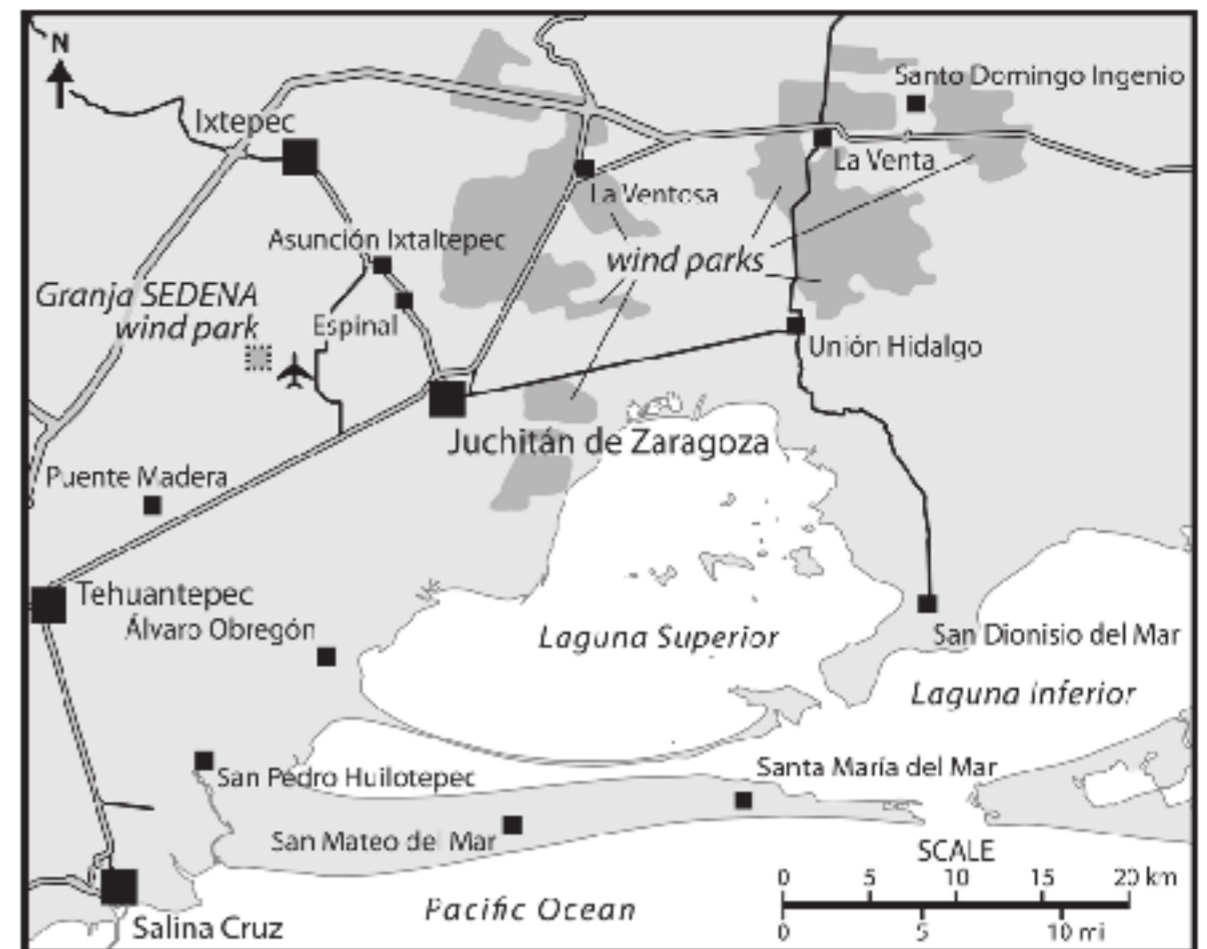 N
Santo Domingo Ingenio
Ixtepec
La Venta
La Ventosa
Asunción Ixtaltepec
wind parks
Granja SEDENA
wind park
Espinal
Unión Hidalgo
Juchitán de Zaragoza
Puente Madera
Tehuantepec
Álvaro Obregón
Laguna Superior
San Dionisio del Mar
Laguna Inferior
San Pedro Huilotepec
Santa María del Mar
San Mateo del Mar
SCALE
0 5 10 15 20 km
Pacific Ocean
Salina Cruz
0 5 10 mi